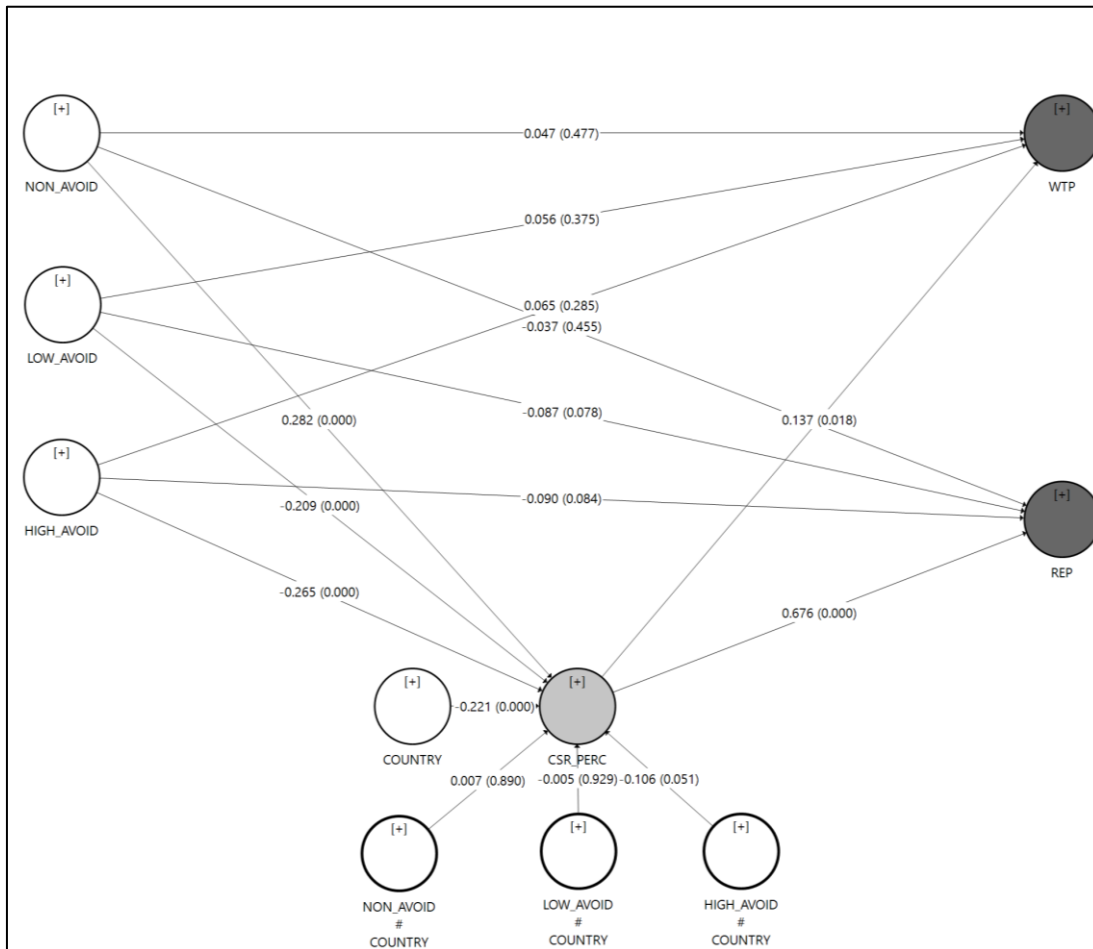 [+]
[+]
0.047 (0.477)
NON_AVOID
WTP
0.056 (0.375)
[+]
0.065 (0.285)
-0.037 (0.455)
LOW_AVOID
-0.087 (0.078)
0.282 (0.000)
0.137 (0.018)
[+]
[+]
-0.209 (0.000)
-0.090 (0.084)
HIGH_AVOID
REP
-0.265 (0.000)
0.676 (0.000)
[+]
[+]
-0.221 (0.000)
COUNTRY
CSR_PERC
0.007 (0.890)
-0.005 (0.929)
-0.106 (0.051)
[+]
[+]
[+]
NON_AVOID
#
COUNTRY
LOW_AVOID
#
COUNTRY
HIGH_AVOID
#
COUNTRY